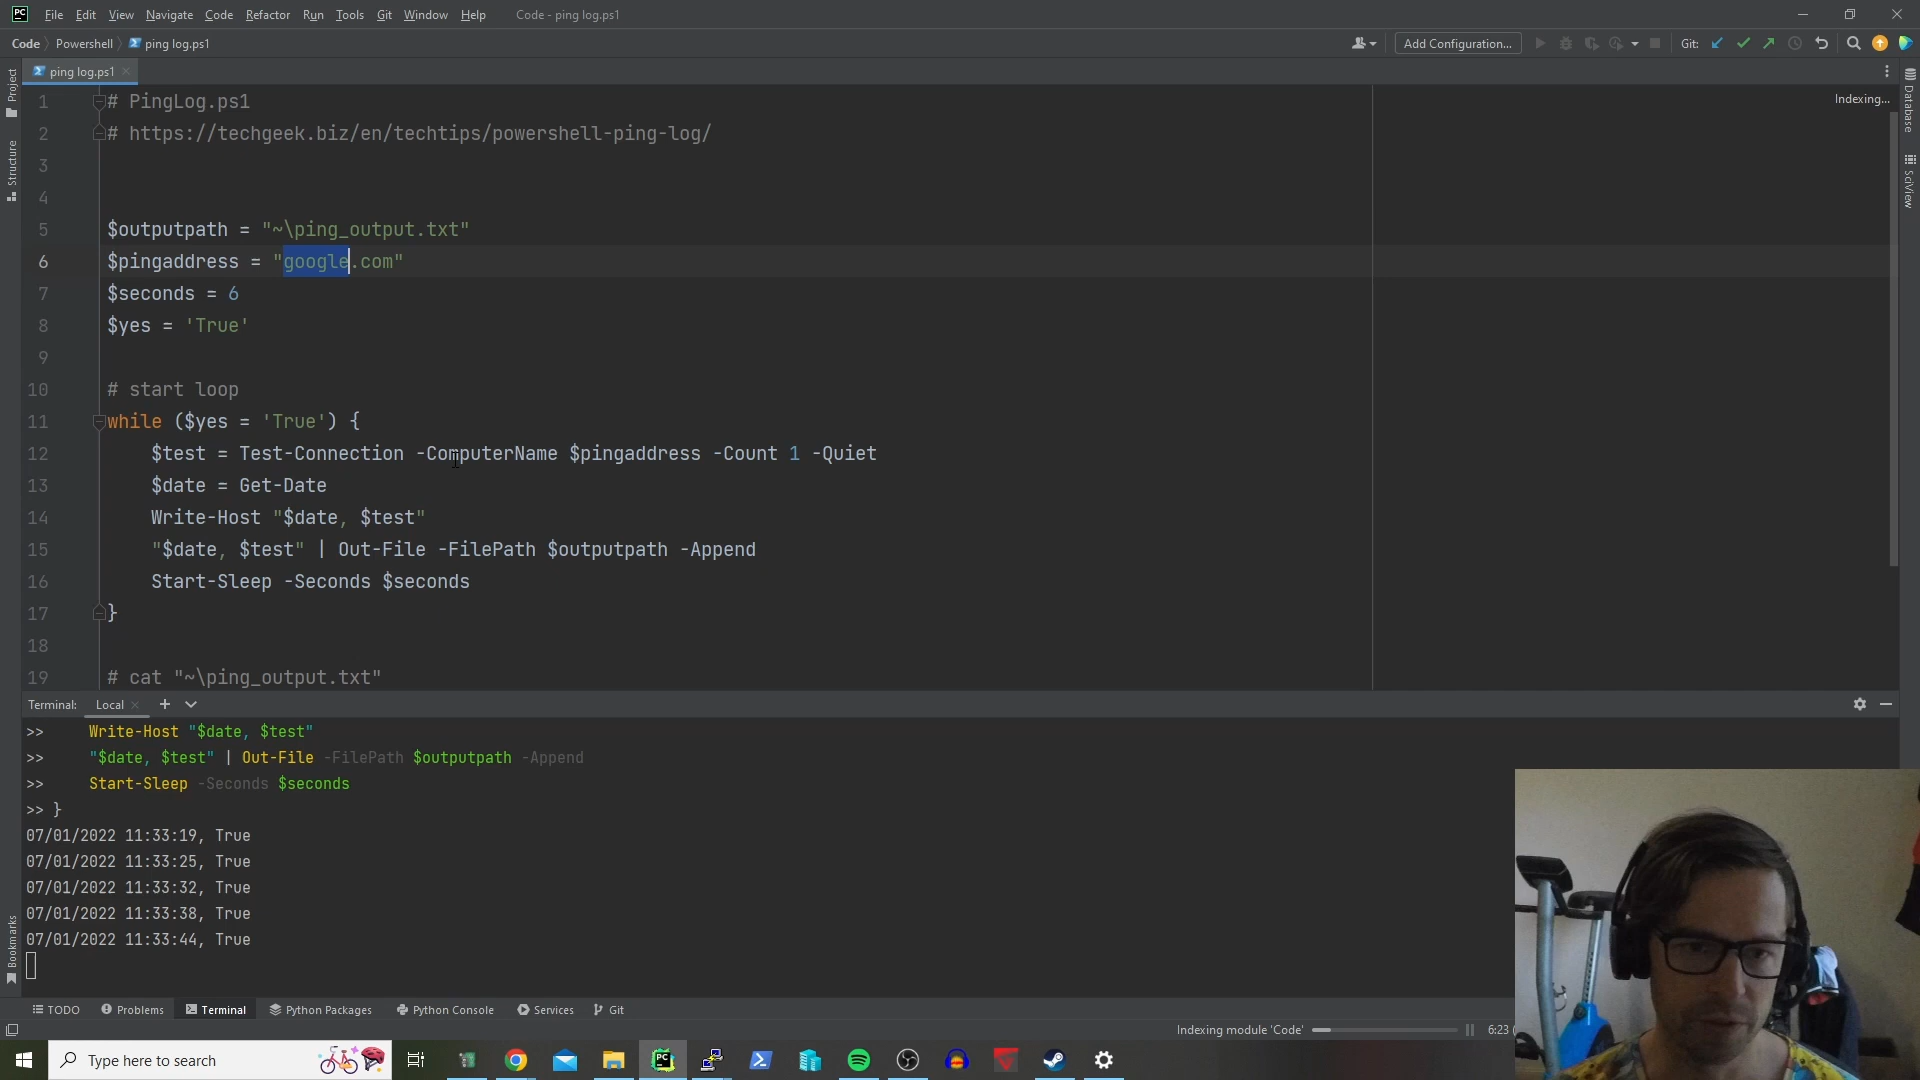 PC File Edit View Navigate Code Refactor Run Tools Git Window Help Code - ping log.ps1
Code Powershell ping log.ps1 Add Configuration... Git:
ping log.ps1
Project
Structure
Bookmarks
Database
SciView
Indexing...
1 # PingLog.ps1
2 # https://techgeek.biz/en/techtips/powershell-ping-log/
3
4
5 $outputpath = "~\ping_output.txt"
6 $pingaddress = "google.com"
7 $seconds = 6
8 $yes = 'True'
9
10 # start loop
11 while ($yes = 'True') {
12 $test = Test-Connection -ComputerName $pingaddress -Count 1 -Quiet
13 $date = Get-Date
14 Write-Host "$date, $test"
15 "$date, $test" | Out-File -FilePath $outputpath -Append
16 Start-Sleep -Seconds $seconds
17 }
18
19 # cat "~\ping_output.txt"
Terminal: Local
>> Write-Host "$date, $test"
>> "$date, $test" | Out-File -FilePath $outputpath -Append
>> Start-Sleep -Seconds $seconds
>> }
07/01/2022 11:33:19, True
07/01/2022 11:33:25, True
07/01/2022 11:33:32, True
07/01/2022 11:33:38, True
07/01/2022 11:33:44, True
TODO Problems Terminal Python Packages Python Console Services Git
Indexing module 'Code' 6:23
Type here to search PC